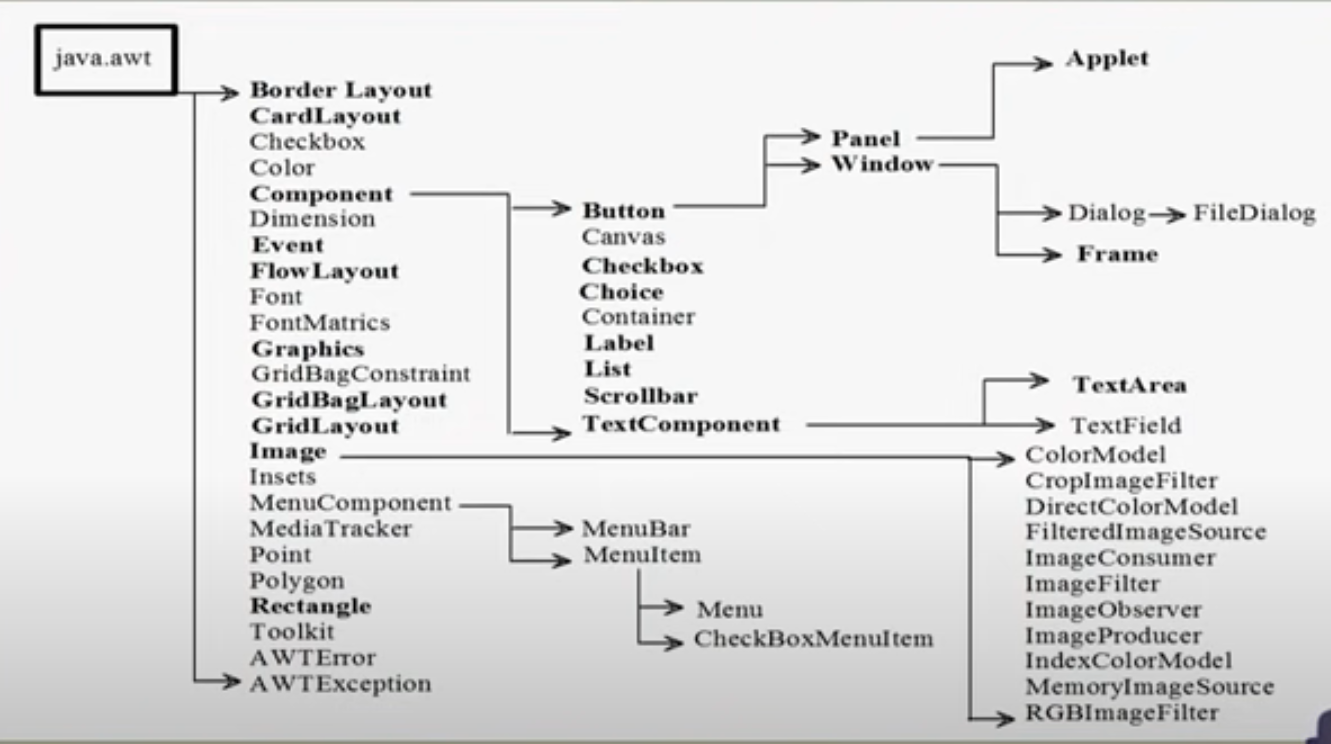 java.awt
Border Layout
CardLayout
Checkbox
Color
Component
Dimension
Event
FlowLayout
Font
FontMatrics
Graphics
GridBagConstraint
GridBagLayout
GridLayout
Image
Insets
MenuComponent
MediaTracker
Point
Polygon
Rectangle
Toolkit
AWTError
AWTException
Button
Canvas
Checkbox
Choice
Container
Label
List
Scrollbar
TextComponent
MenuBar
MenuItem
Menu
CheckBoxMenuItem
Panel
Window
Applet
Dialog FileDialog
Frame
TextArea
TextField
ColorModel
CropImageFilter
DirectColorModel
FilteredImageSource
ImageConsumer
ImageFilter
ImageObserver
ImageProducer
IndexColorModel
MemoryImageSource
RGBImageFilter